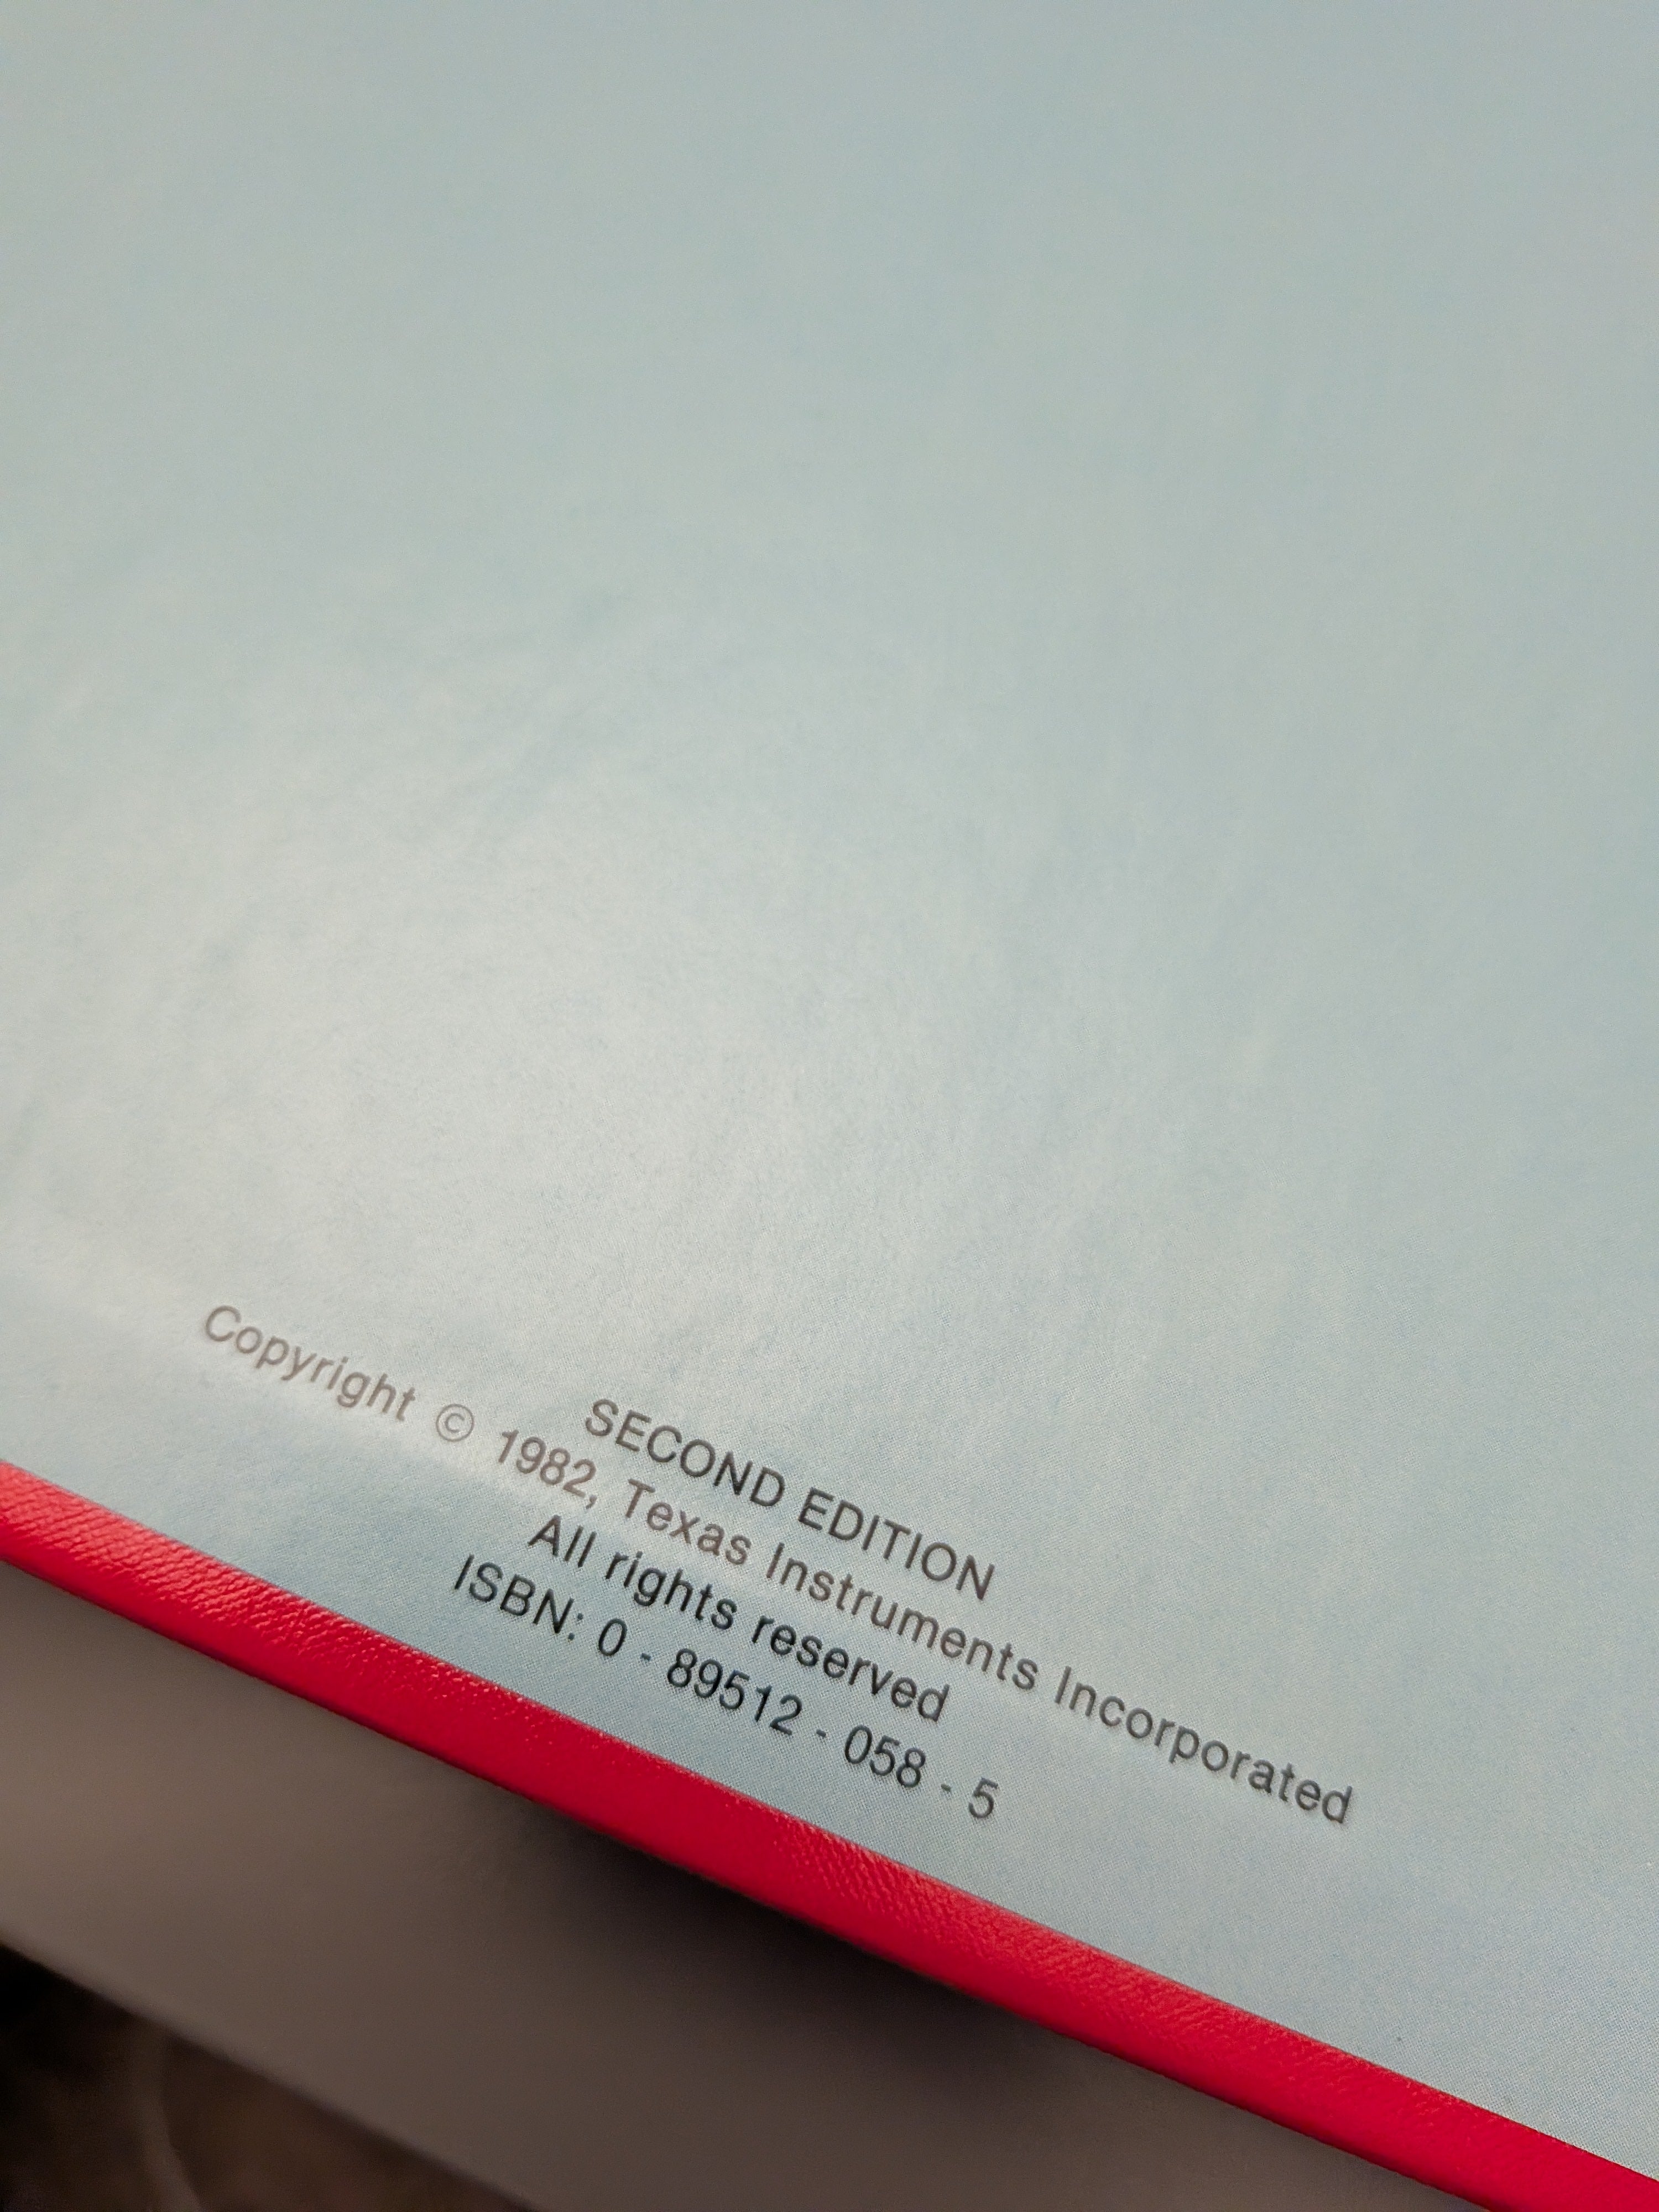 SECOND EDITION
Copyright © 1982, Texas Instruments Incorporated
All rights reserved
ISBN: 0 - 89512 - 058 - 5